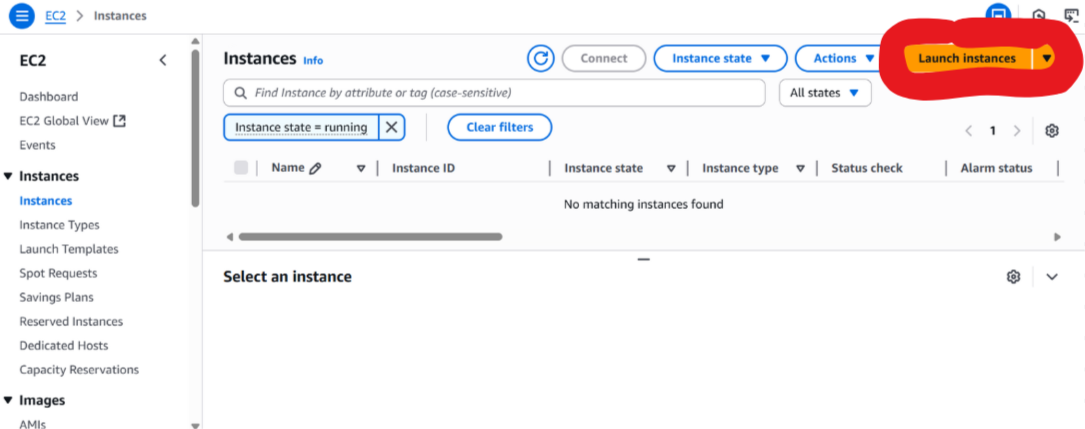 EC2 > Instances
EC2
Dashboard
EC2 Global View
Events
Instances
Instances
Instance Types
Launch Templates
Spot Requests
Savings Plans
Reserved Instances
Dedicated Hosts
Capacity Reservations
Images
AMIs
Instances Info
Connect
Instance state
Actions
Launch instances
Find Instance by attribute or tag (case-sensitive)
All states
Instance state = running
Clear filters
1
Name Instance ID Instance state Instance type Status check Alarm status
No matching instances found
Select an instance